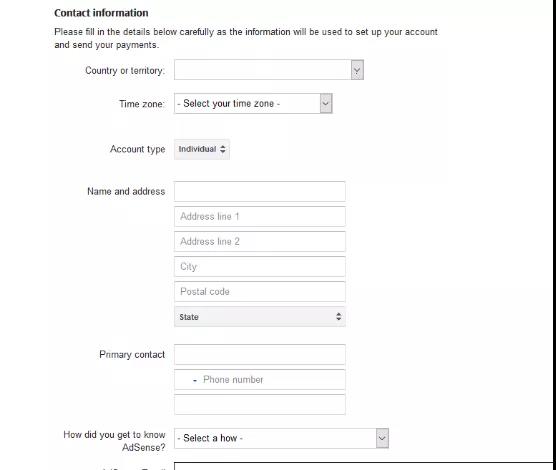 Contact information
Please fill in the details below carefully as the information will be used to set up your account
and send your payments.
Country or territory:
Time zone: - Select your time zone -
Account type Individual
Name and address
Address line 1
Address line 2
City
Postal code
State
Primary contact
- Phone number
How did you get to know
AdSense?
- Select a how -